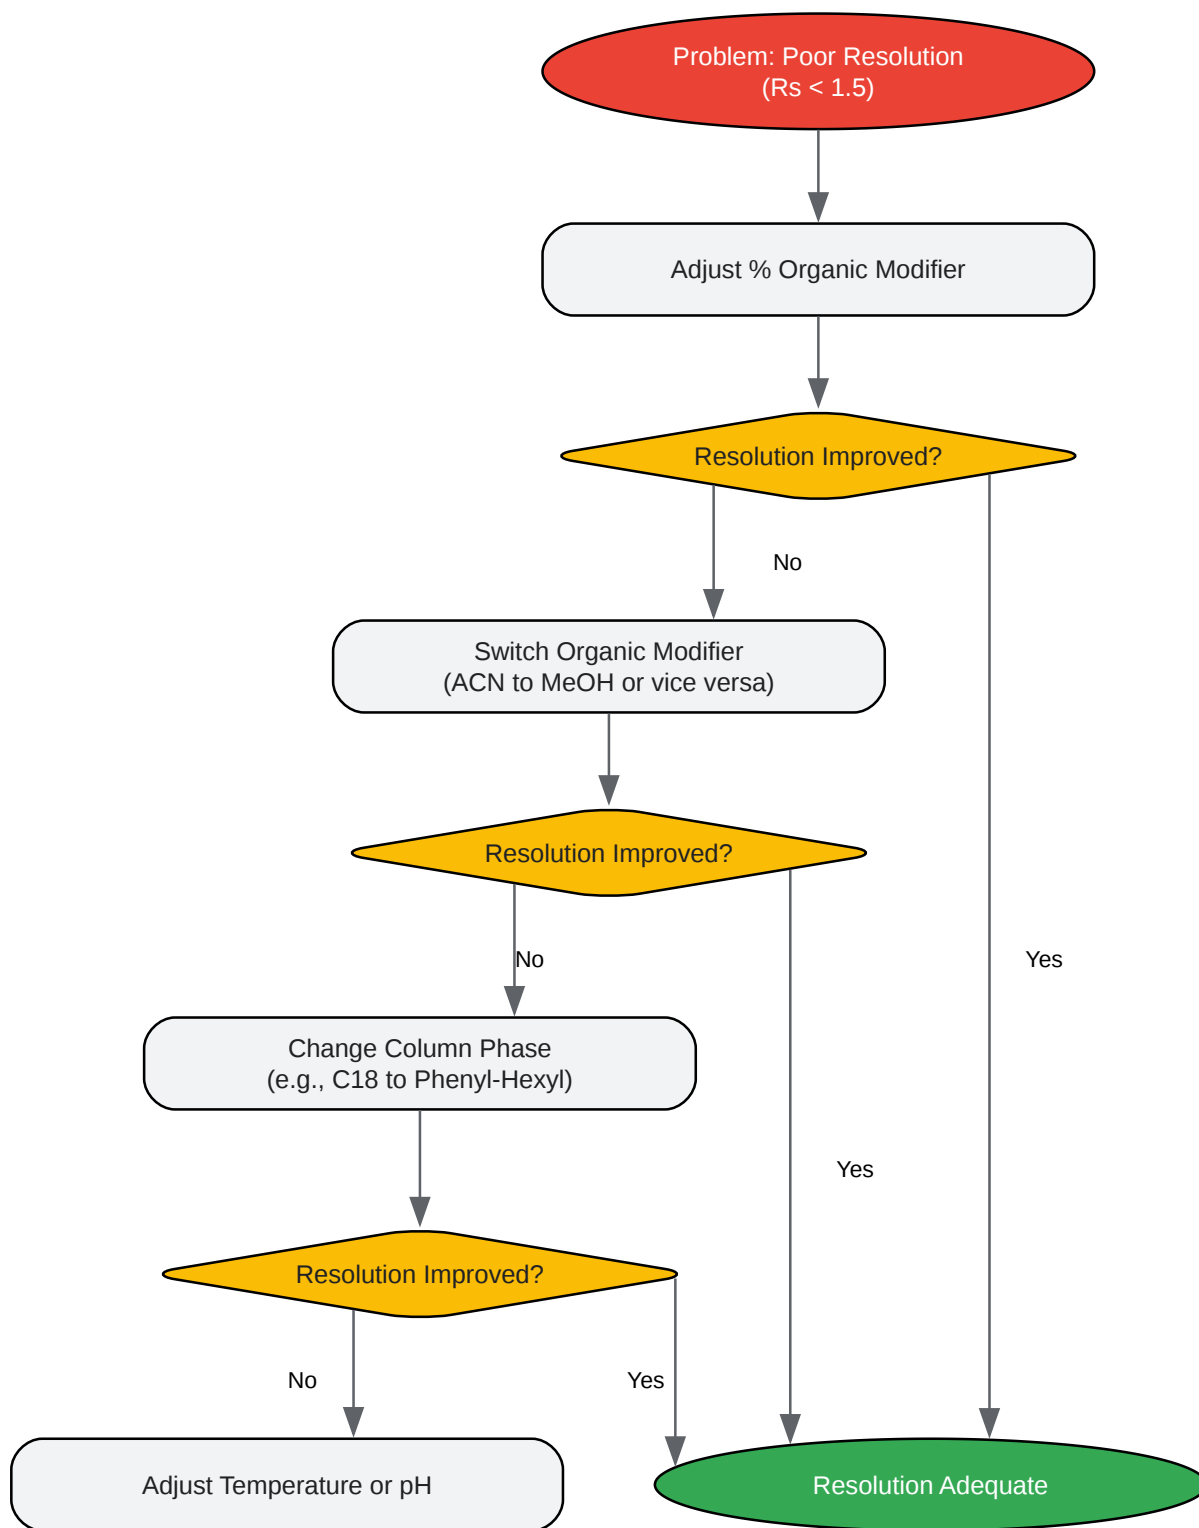 Problem: Poor Resolution
(Rs < 1.5)
Adjust % Organic Modifier
Resolution Improved?
No
Switch Organic Modifier
(ACN to MeOH or vice versa)
Resolution Improved?
No
Yes
Change Column Phase
(e.g., C18 to Phenyl-Hexyl)
Yes
Resolution Improved?
No
Yes
Adjust Temperature or pH
Resolution Adequate